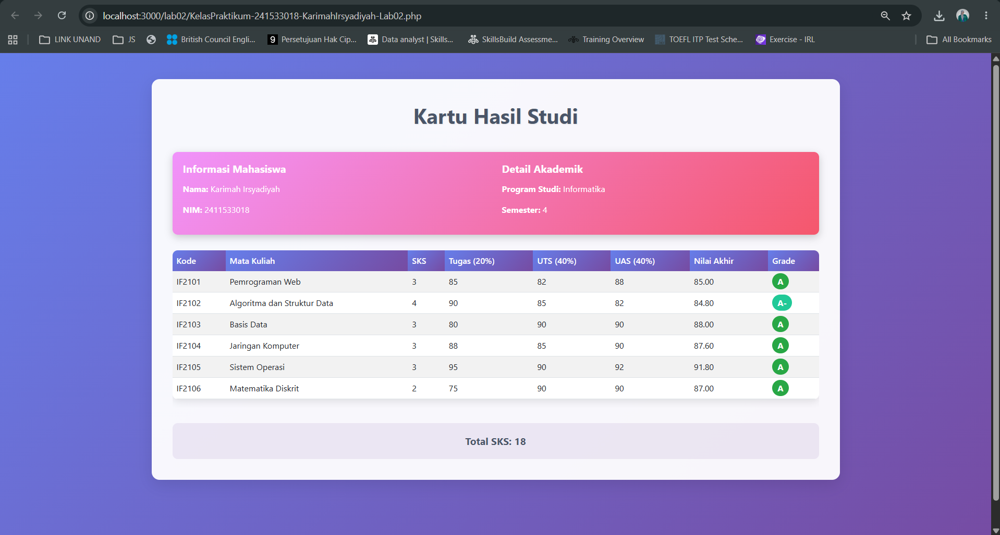 localhost:3000/lab02/KelasPraktikum-241533018-KarimahIrsyadiyah-Lab02.php
LINK UNAND JS British Council Engli... 9 Persetujuan Hak Cip... Data analyst | Skills... SkillsBuild Assessme... Training Overview TOEFL ITP Test Sche... Exercise - IRL All Bookmarks
Kartu Hasil Studi
Informasi Mahasiswa Detail Akademik
Nama: Karimah Irsyadiyah Program Studi: Informatika
NIM: 2411533018 Semester: 4
Kode Mata Kuliah SKS Tugas (20%) UTS (40%) UAS (40%) Nilai Akhir Grade
IF2101 Pemrograman Web 3 85 82 88 85.00 A
IF2102 Algoritma dan Struktur Data 4 90 85 82 84.80 A-
IF2103 Basis Data 3 80 90 90 88.00 A
IF2104 Jaringan Komputer 3 88 85 90 87.60 A
IF2105 Sistem Operasi 3 95 90 92 91.80 A
IF2106 Matematika Diskrit 2 75 90 90 87.00 A
Total SKS: 18